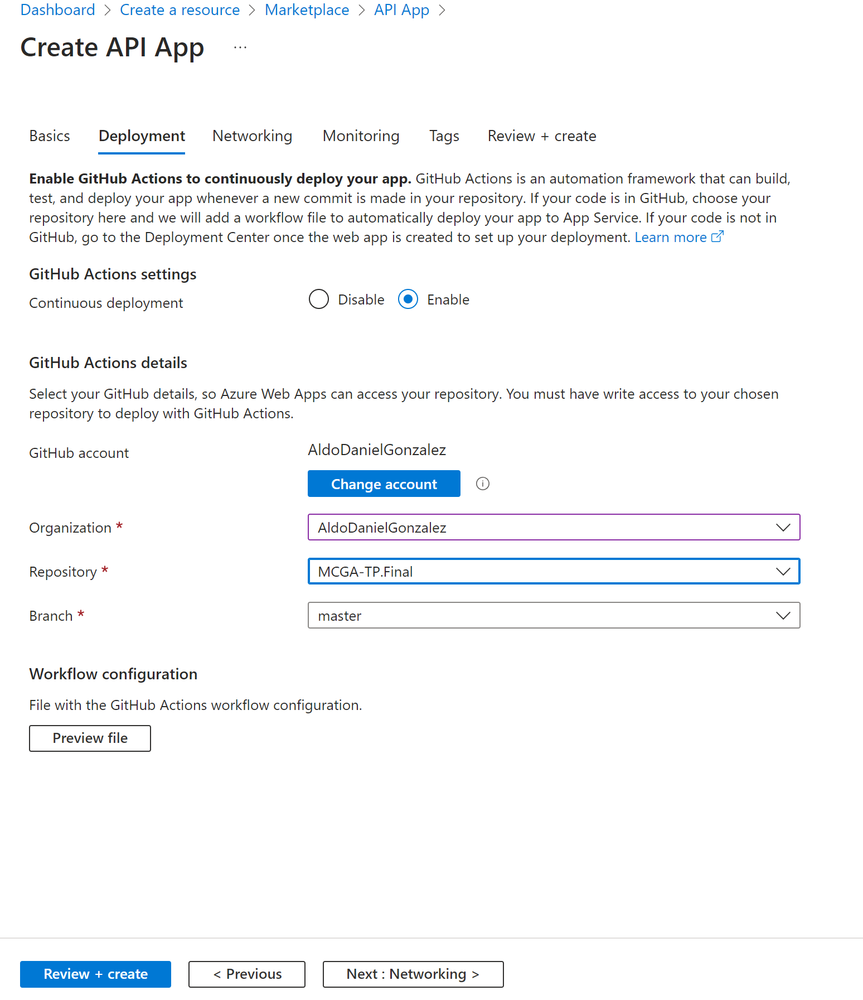 Dashboard > Create a resource > Marketplace > API App >
Create API App ...
Basics Deployment Networking Monitoring Tags Review + create
Enable GitHub Actions to continuously deploy your app. GitHub Actions is an automation framework that can build,
test, and deploy your app whenever a new commit is made in your repository. If your code is in GitHub, choose your
repository here and we will add a workflow file to automatically deploy your app to App Service. If your code is not in
GitHub, go to the Deployment Center once the web app is created to set up your deployment. Learn more
GitHub Actions settings
Continuous deployment Disable Enable
GitHub Actions details
Select your GitHub details, so Azure Web Apps can access your repository. You must have write access to your chosen
repository to deploy with GitHub Actions.
GitHub account AldoDanielGonzalez
Change account
Organization * AldoDanielGonzalez
Repository * MCGA-TP.Final
Branch * master
Workflow configuration
File with the GitHub Actions workflow configuration.
Preview file
Review + create < Previous Next : Networking >